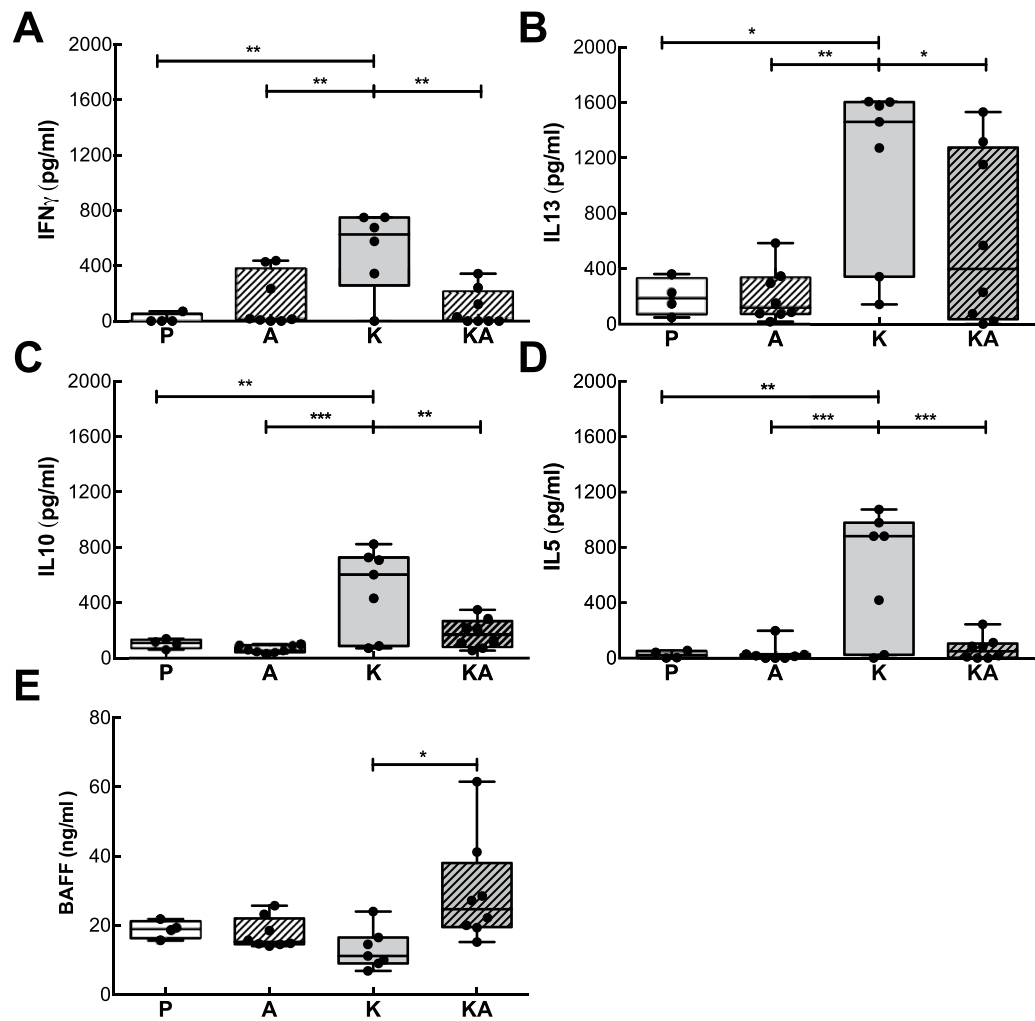 A
IFNγ (pg/ml)
2000
1600
1200
800
400
0
**
**
**
P A K KA
B
IL13 (pg/ml)
2000
1600
1200
800
400
0
*
**
*
P A K KA
C
IL10 (pg/ml)
2000
1600
1200
800
400
0
**
***
**
P A K KA
D
IL5 (pg/ml)
2000
1600
1200
800
400
0
**
***
***
P A K KA
E
BAFF (ng/ml )
80
60
40
20
0
*
P A K KA